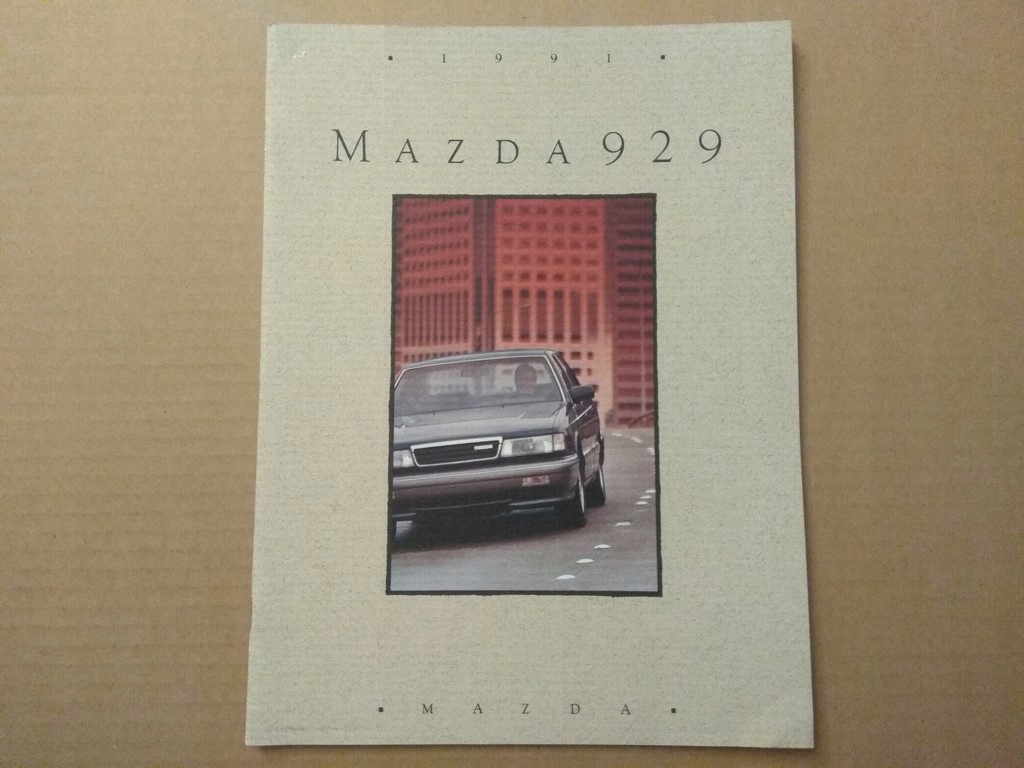 ▪ 1 9 9 1 ▪
MAZDA 929
▪ M A Z D A ▪